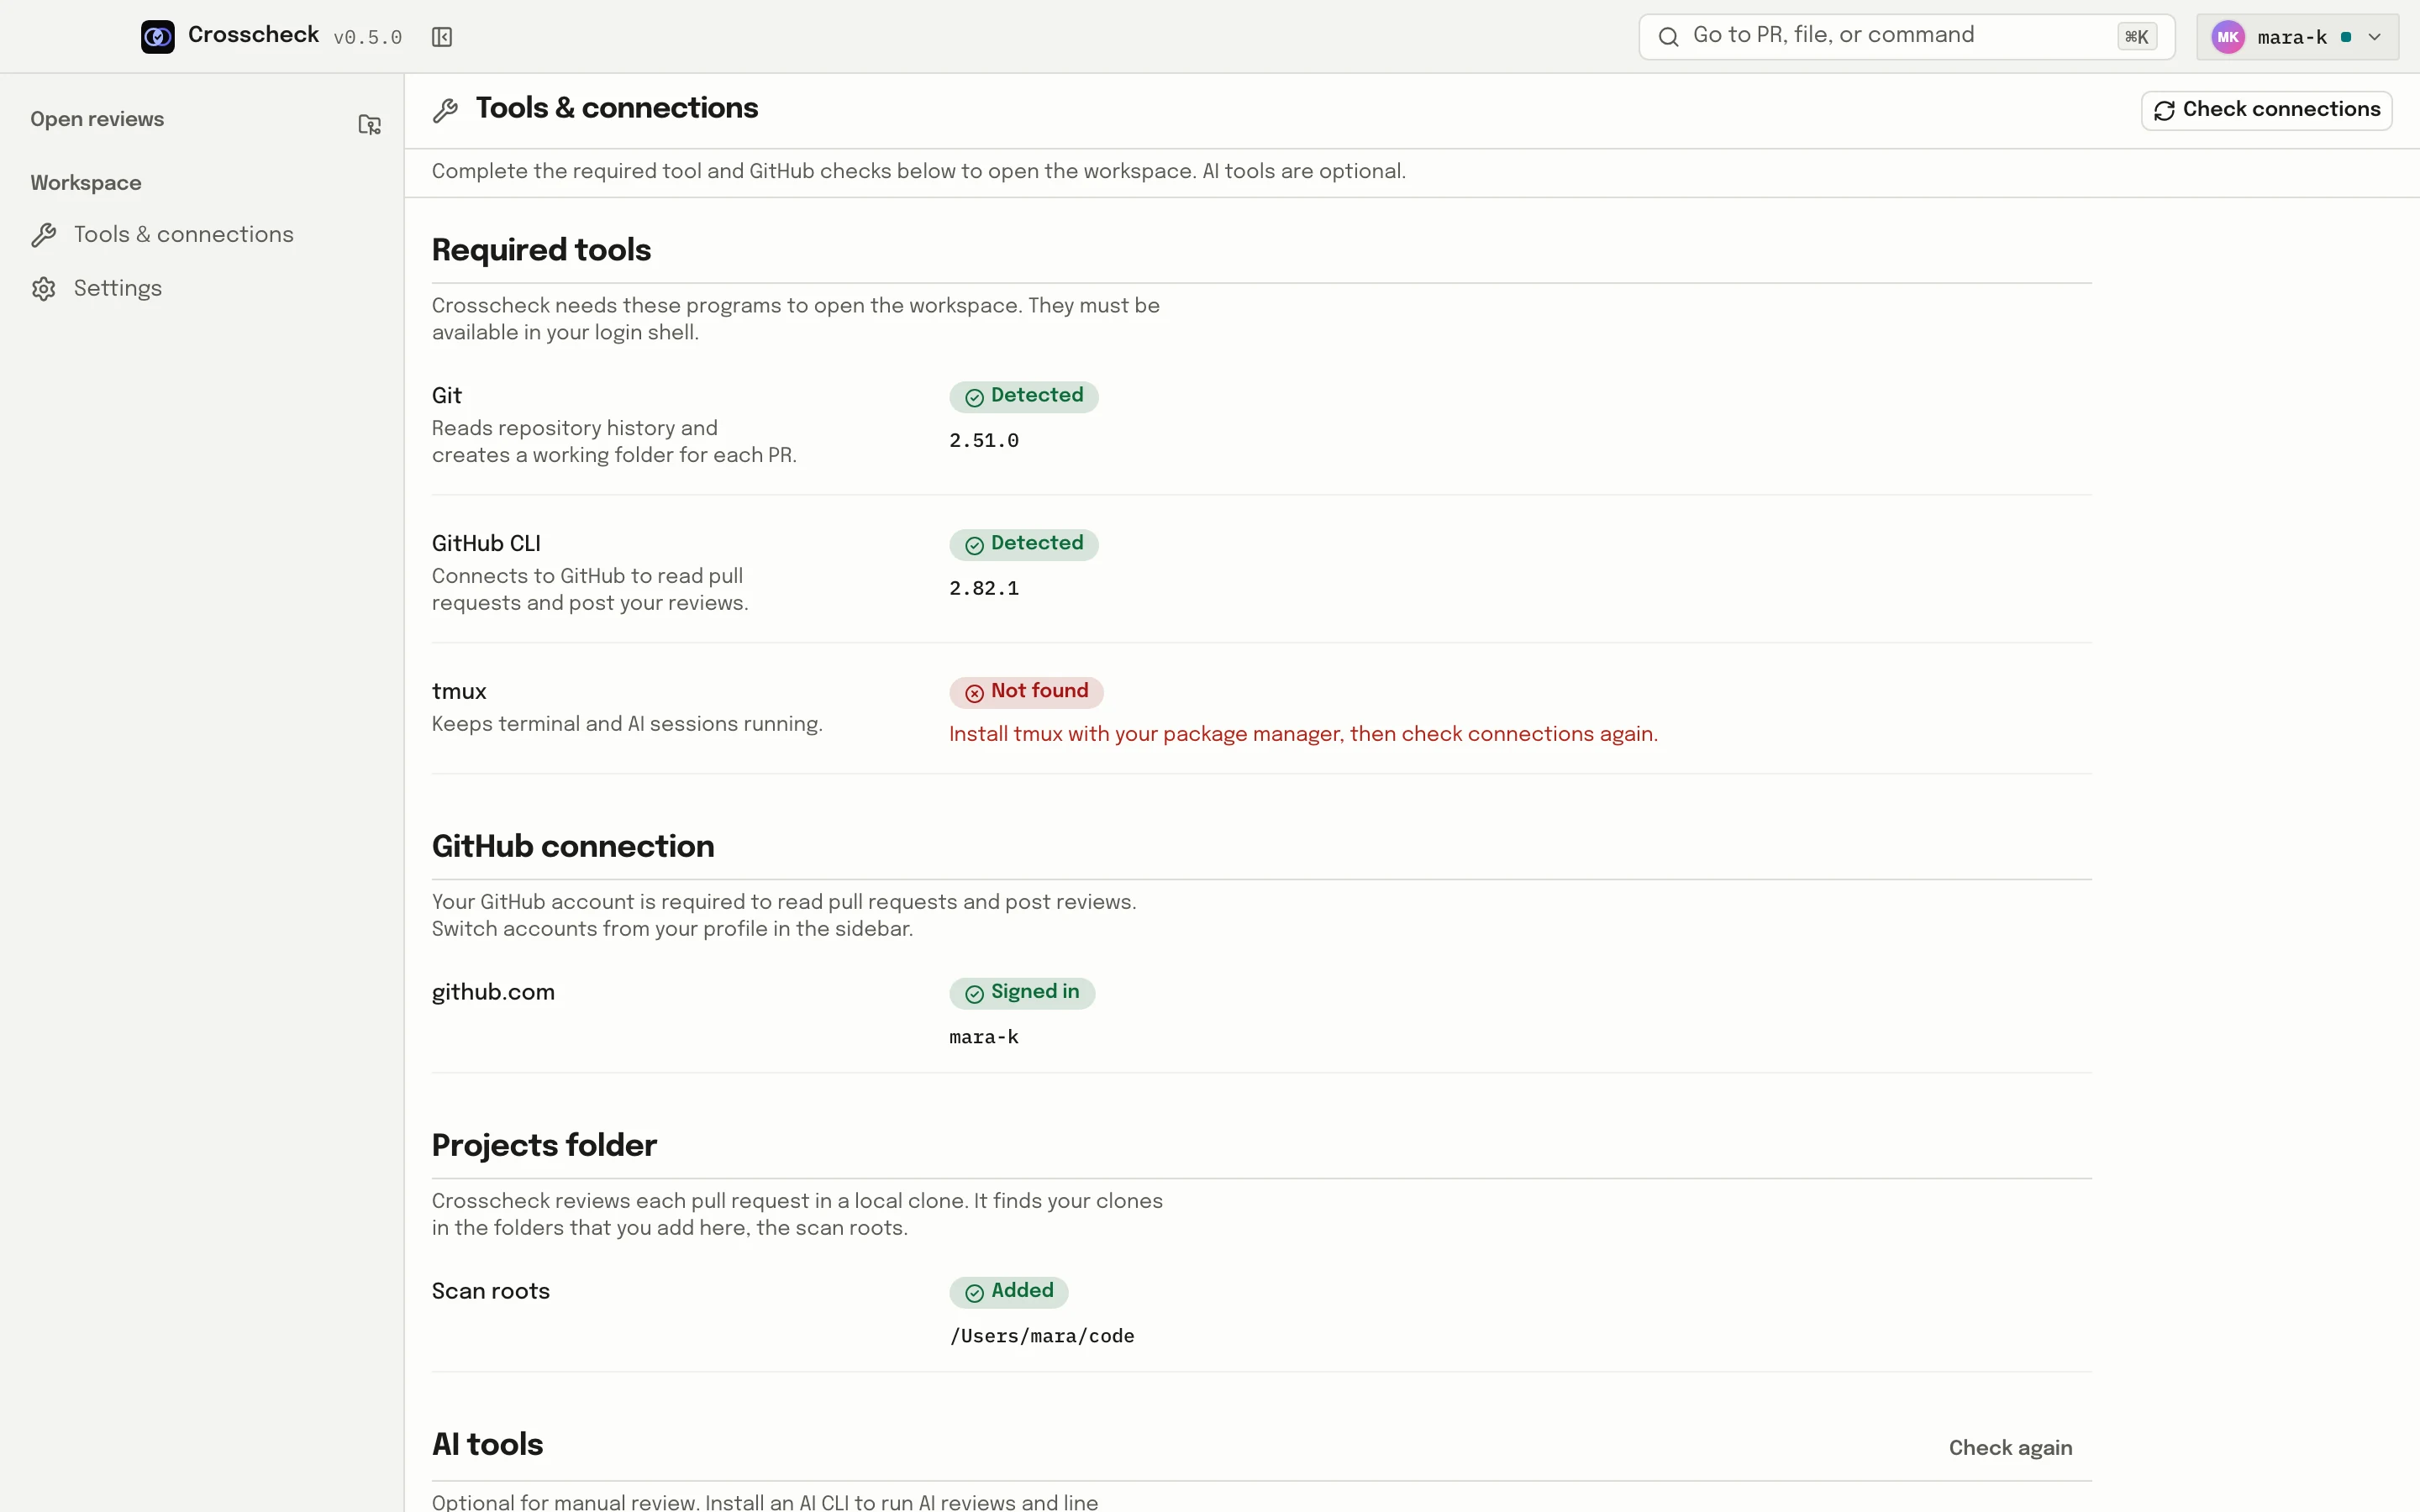 Crosscheck v0.5.0
Go to PR, file, or command ⌘K
MK mara-k
Open reviews
Workspace
Tools & connections
Settings
Tools & connections
Check connections
Complete the required tool and GitHub checks below to open the workspace. AI tools are optional.
Required tools
Crosscheck needs these programs to open the workspace. They must be
available in your login shell.
Git
Detected
Reads repository history and
creates a working folder for each PR.
2.51.0
GitHub CLI
Detected
Connects to GitHub to read pull
requests and post your reviews.
2.82.1
tmux
Not found
Keeps terminal and AI sessions running.
Install tmux with your package manager, then check connections again.
GitHub connection
Your GitHub account is required to read pull requests and post reviews.
Switch accounts from your profile in the sidebar.
github.com
Signed in
mara-k
Projects folder
Crosscheck reviews each pull request in a local clone. It finds your clones
in the folders that you add here, the scan roots.
Scan roots
Added
/Users/mara/code
AI tools
Check again
Optional for manual review. Install an AI CLI to run AI reviews and line